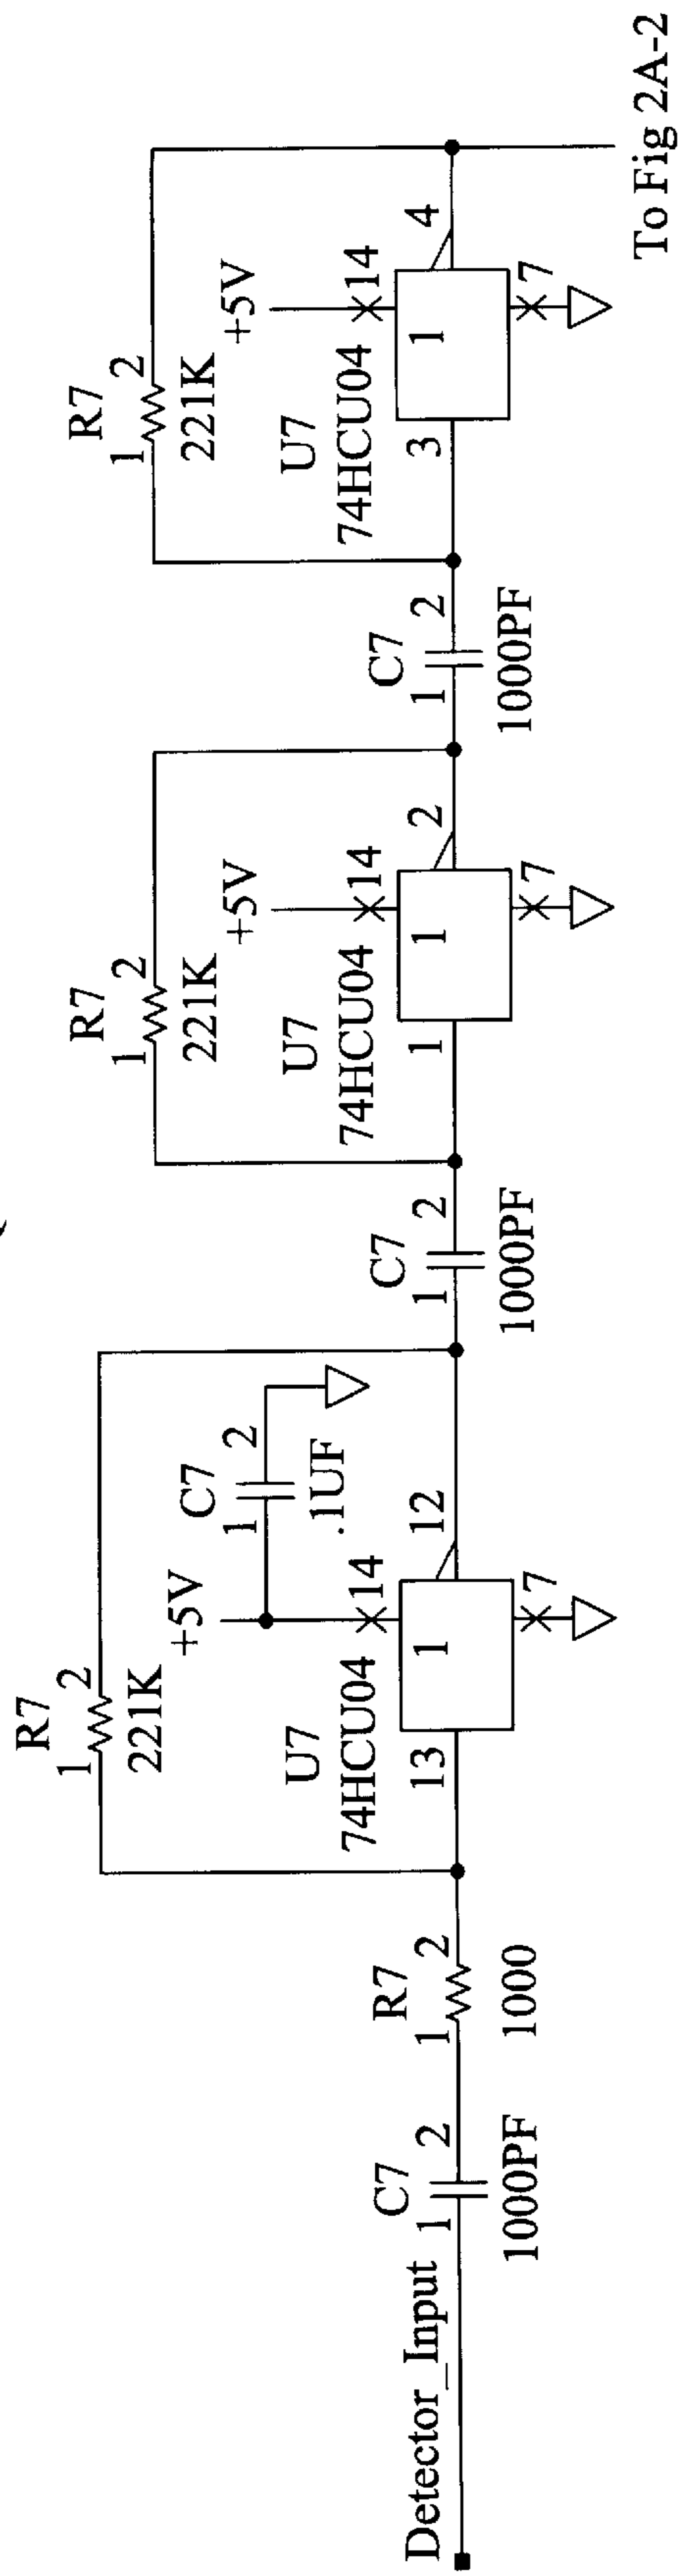 Detector_Input
C7
1 2
1000PF
R7
1 2
1000
R7
1 2
221K
+5V
C7
1 2
.1UF
U7
74HCU04
14
13
1
12
7
C7
1 2
1000PF
R7
1 2
221K
+5V
U7
74HCU04
14
1
1
2
7
C7
1 2
1000PF
R7
1 2
221K
+5V
U7
74HCU04
14
3
1
4
7
To Fig 2A-2